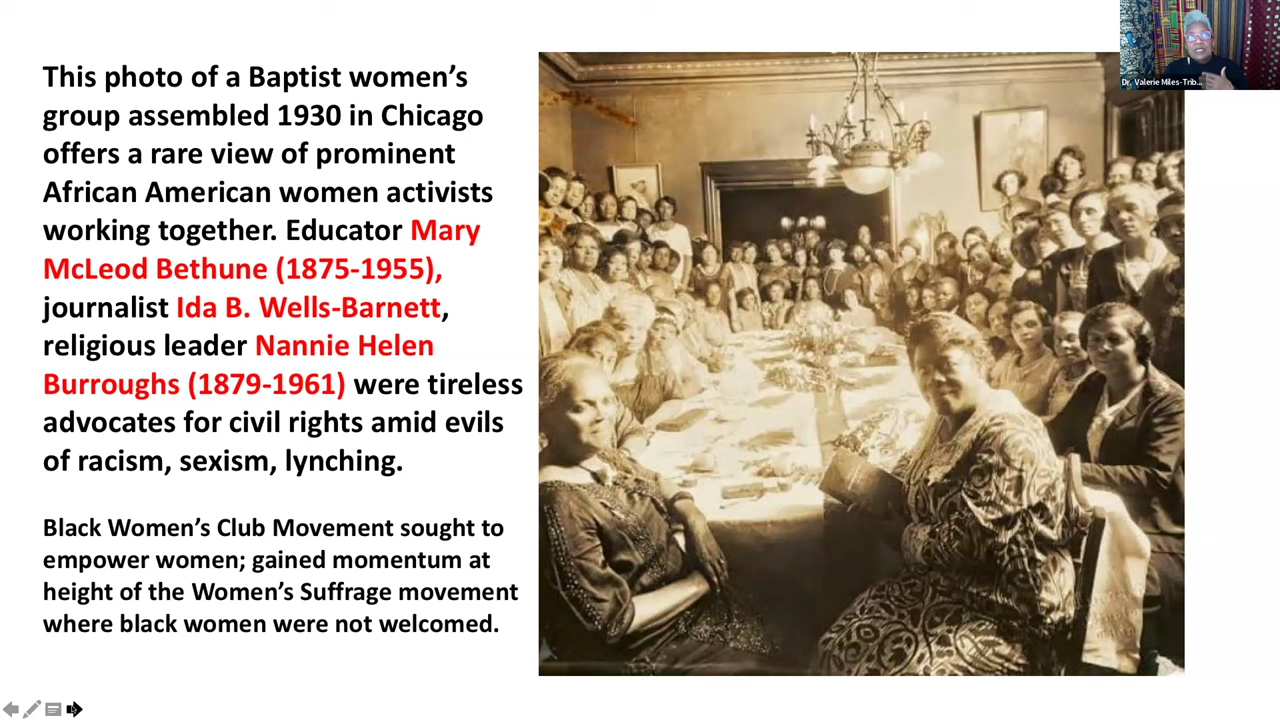 This photo of a Baptist women’s
group assembled 1930 in Chicago
offers a rare view of prominent
African American women activists
working together. Educator Mary
McLeod Bethune (1875-1955),
journalist Ida B. Wells-Barnett,
religious leader Nannie Helen
Burroughs (1879-1961) were tireless
advocates for civil rights amid evils
of racism, sexism, lynching.
Black Women’s Club Movement sought to
empower women; gained momentum at
height of the Women’s Suffrage movement
where black women were not welcomed.
Dr. Valerie Miles-Trib...